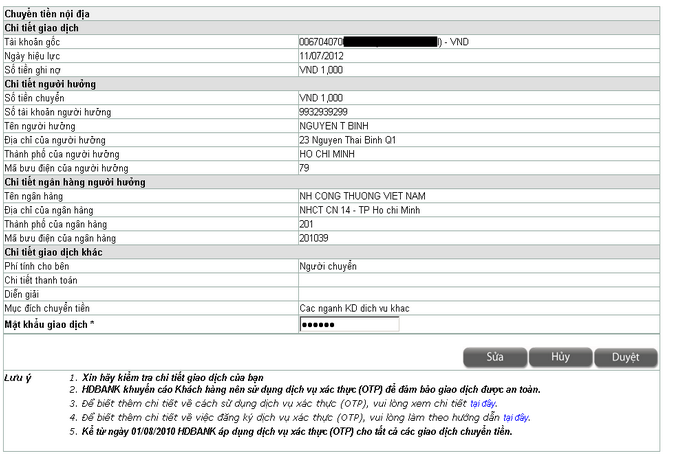 Chuyển tiền nội địa
Chi tiết giao dịch
Tài khoản gốc 006704070 ) - VND
Ngày hiệu lực 11/07/2012
Số tiền ghi nợ VND 1,000
Chi tiết người hưởng
Số tiền chuyển VND 1,000
Số tài khoản người hưởng 9932939299
Tên người hưởng NGUYEN T BINH
Địa chỉ của người hưởng 23 Nguyen Thai Binh Q1
Thành phố của người hưởng HO CHI MINH
Mã bưu điện của người hưởng 79
Chi tiết ngân hàng người hưởng
Tên ngân hàng NH CONG THUONG VIET NAM
Địa chỉ của ngân hàng NHCT CN 14 - TP Ho chi Minh
Thành phố của ngân hàng 201
Mã bưu điện của ngân hàng 201039
Chi tiết giao dịch khác
Phí tính cho bên Người chuyển
Chi tiết thanh toán
Diễn giải
Mục đích chuyển tiền Cac nganh KD dich vu khac
Mật khẩu giao dịch * ●●●●●●
Sửa Hủy Duyệt
Lưu ý 1. Xin hãy kiểm tra chi tiết giao dịch của bạn
2. HDBANK khuyến cáo Khách hàng nên sử dụng dịch vụ xác thực (OTP) để đảm bảo giao dịch được an toàn.
3. Để biết thêm chi tiết về cách sử dụng dịch vụ xác thực (OTP), vui lòng xem chi tiết tại đây.
4. Để biết thêm chi tiết về việc đăng ký dịch vụ xác thực (OTP), vui lòng làm theo hướng dẫn tại đây.
5. Kể từ ngày 01/08/2010 HDBANK áp dụng dịch vụ xác thực (OTP) cho tất cả các giao dịch chuyển tiền.